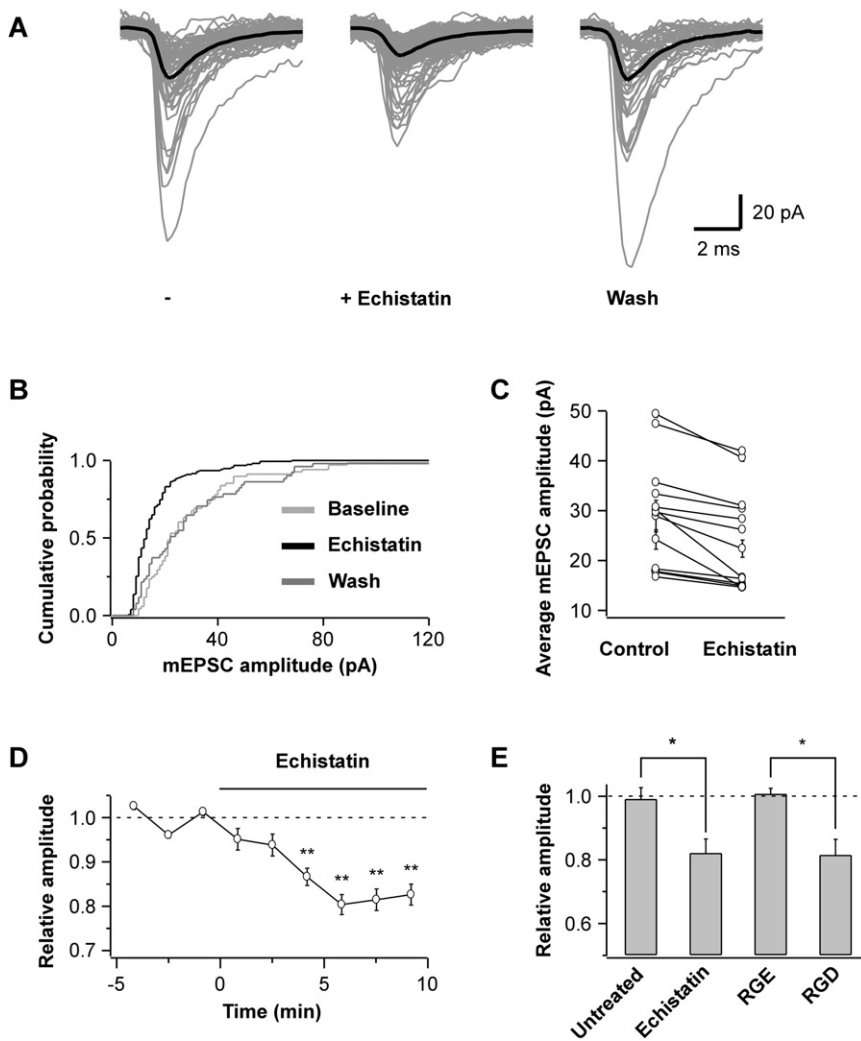 A
20 pA
2 ms
-
+ Echistatin
Wash
B
Cumulative probability
1.0
0.5
0.0
0
40
80
120
mEPSC amplitude (pA)
Baseline
Echistatin
Wash
C
Average mEPSC amplitude (pA)
50
40
30
20
10
Control
Echistatin
D
Echistatin
Relative amplitude
1.0
0.9
0.8
0.7
** ** ** **
-5
0
5
10
Time (min)
E
* *
Relative amplitude
1.0
0.8
0.6
Untreated
Echistatin
RGE
RGD